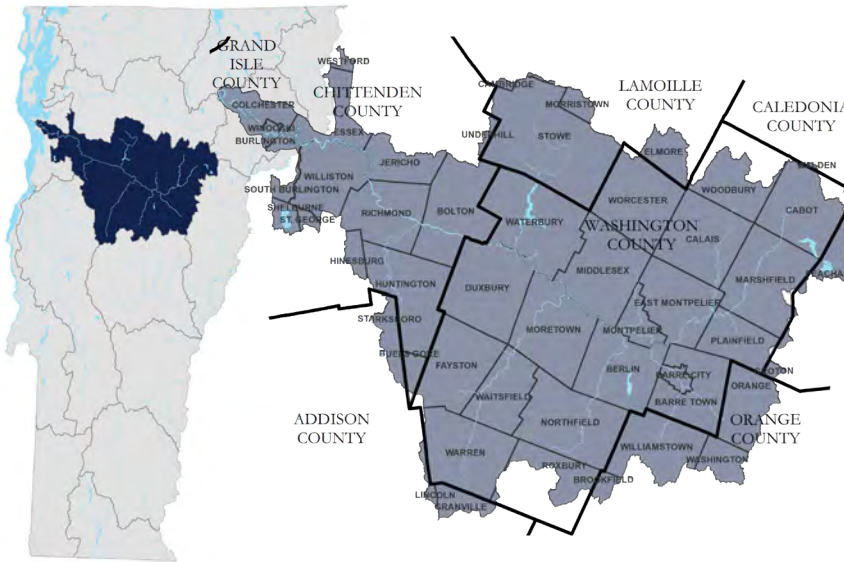 GRAND
ISLE
COUNTY
WESTFORD
CHITTENDEN
COUNTY
COLCHESTER
WINOOSKI
BURLINGTON
ESSEX
JERICHO
WILLISTON
SOUTH BURLINGTON
SHELBURNE
ST. GEORGE
RICHMOND
BOLTON
HINESBURG
HUNTINGTON
STARKSBORO
BUELS GORE
CAMBRIDGE
MORRISTOWN
UNDERHILL
STOWE
LAMOILLE
COUNTY
ELMORE
CALEDONIA
COUNTY
WALDEN
WOODBURY
WORCESTER
CABOT
WATERBURY
WASHINGTON
COUNTY
CALAIS
PEACHAM
MIDDLESEX
MARSHFIELD
DUXBURY
EAST MONTPELIER
MORETOWN
MONTPELIER
PLAINFIELD
FAYSTON
BERLIN
BARRE CITY
GROTON
ORANGE
WAITSFIELD
BARRE TOWN
ADDISON
COUNTY
NORTHFIELD
ORANGE
COUNTY
WARREN
WILLIAMSTOWN
WASHINGTON
ROXBURY
BROOKFIELD
LINCOLN
GRANVILLE